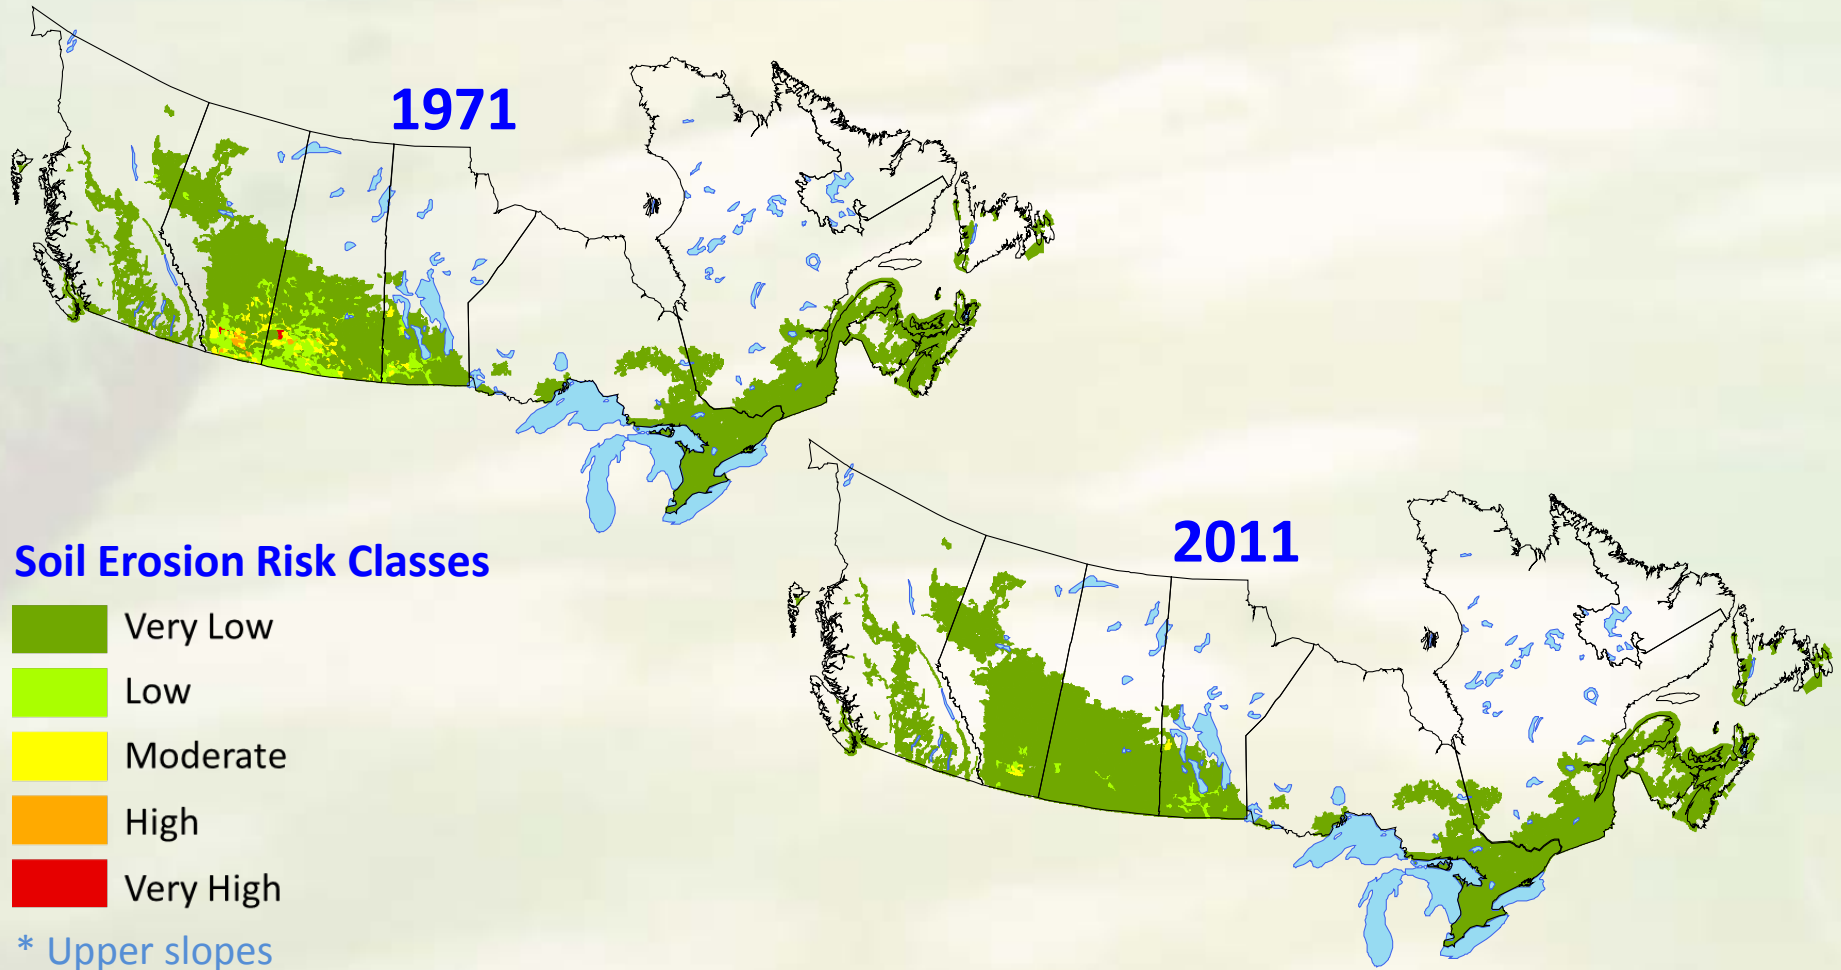 1971
2011
Soil Erosion Risk Classes
Very Low
Low
Moderate
High
Very High
* Upper slopes